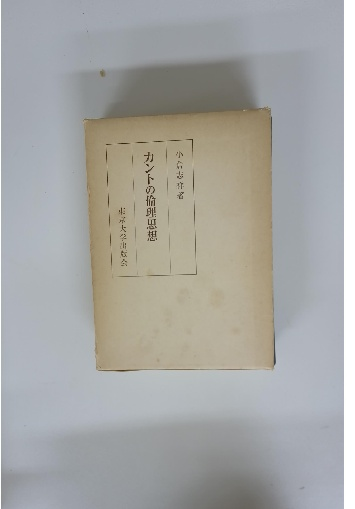 小倉志祥著
カントの倫理思想
東京大学出版会